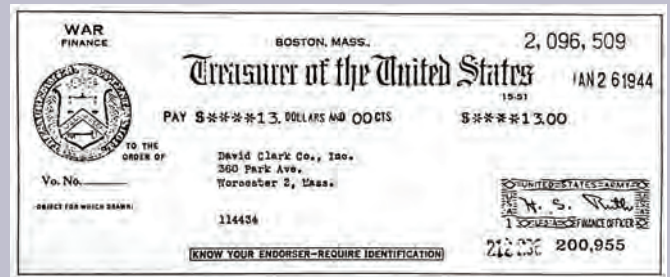 WAR
FINANCE
BOSTON, MASS.
2,096,509
Treasurer of the United States
JAN 26 1944
15-51
PAY $****13. DOLLARS AND 00 CTS
$****13.00
TO THE
ORDER OF
David Clark Co., Inc.
360 Park Ave.
Worcester 2, Mass.
Vo. No.
OBJECT FOR WHICH DRAWN:
114434
UNITED STATES ARMY
H. S.
1
FINANCE OFFICER
200,955
KNOW YOUR ENDORSER—REQUIRE IDENTIFICATION